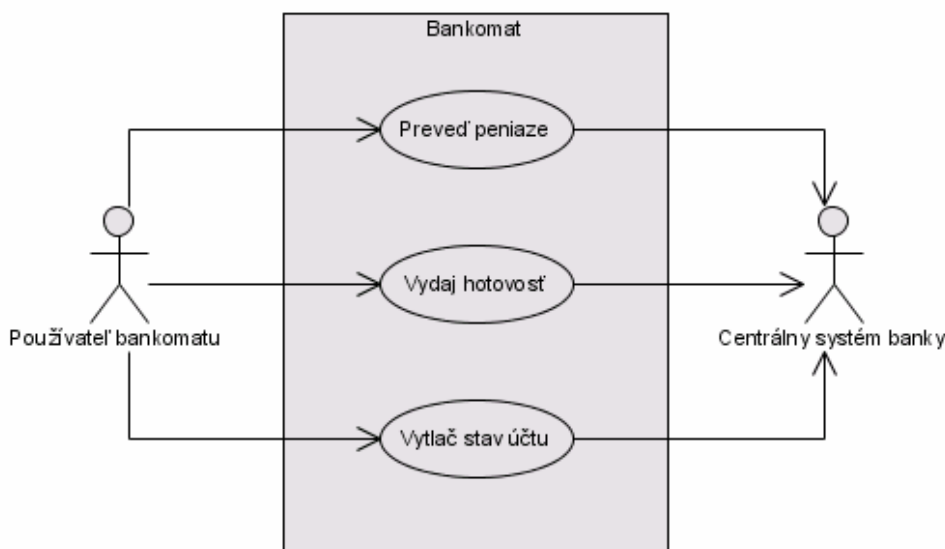 Bankomat
Preveď peniaze
Vydaj hotovosť
Používateľ bankomatu
Centrálny systém banky
Vytlač stav účtu